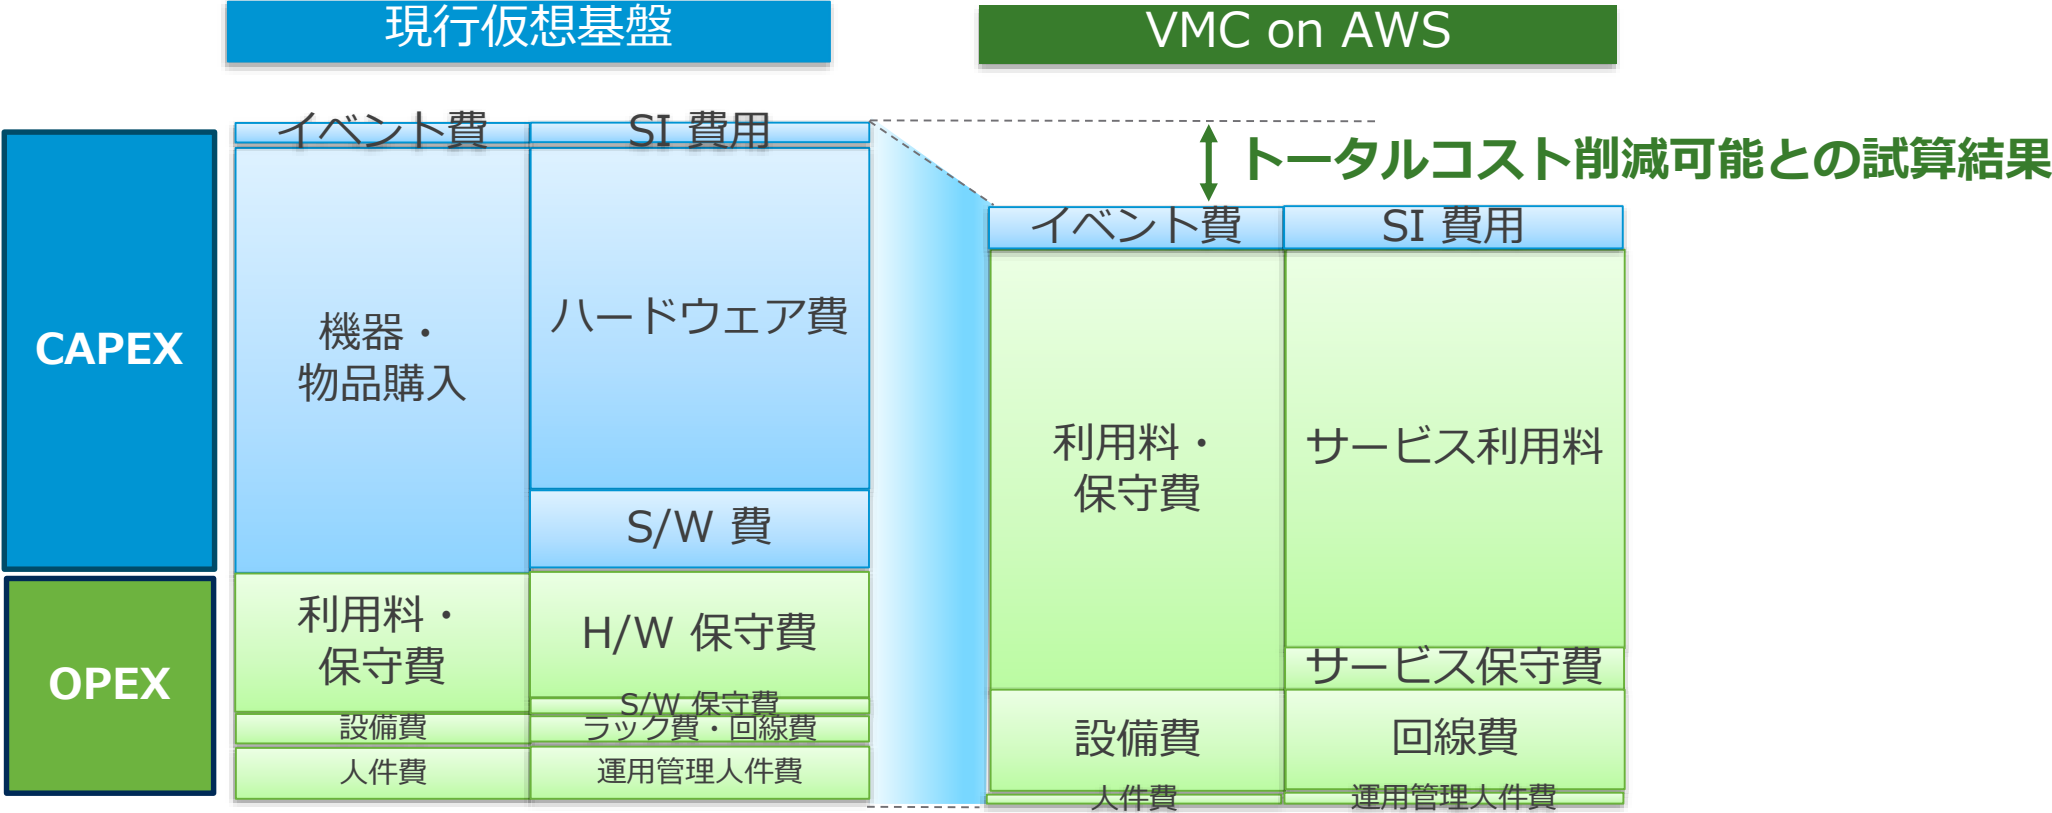 現行仮想基盤
VMC on AWS
イベント費
SI 費用
トータルコスト削減可能との試算結果
CAPEX
機器・
物品購入
ハードウェア費
S/W 費
OPEX
利用料・
保守費
H/W 保守費
S/W 保守費
設備費
ラック費・回線費
人件費
運用管理人件費
イベント費
SI 費用
利用料・
保守費
サービス利用料
サービス保守費
設備費
回線費
人件費
運用管理人件費